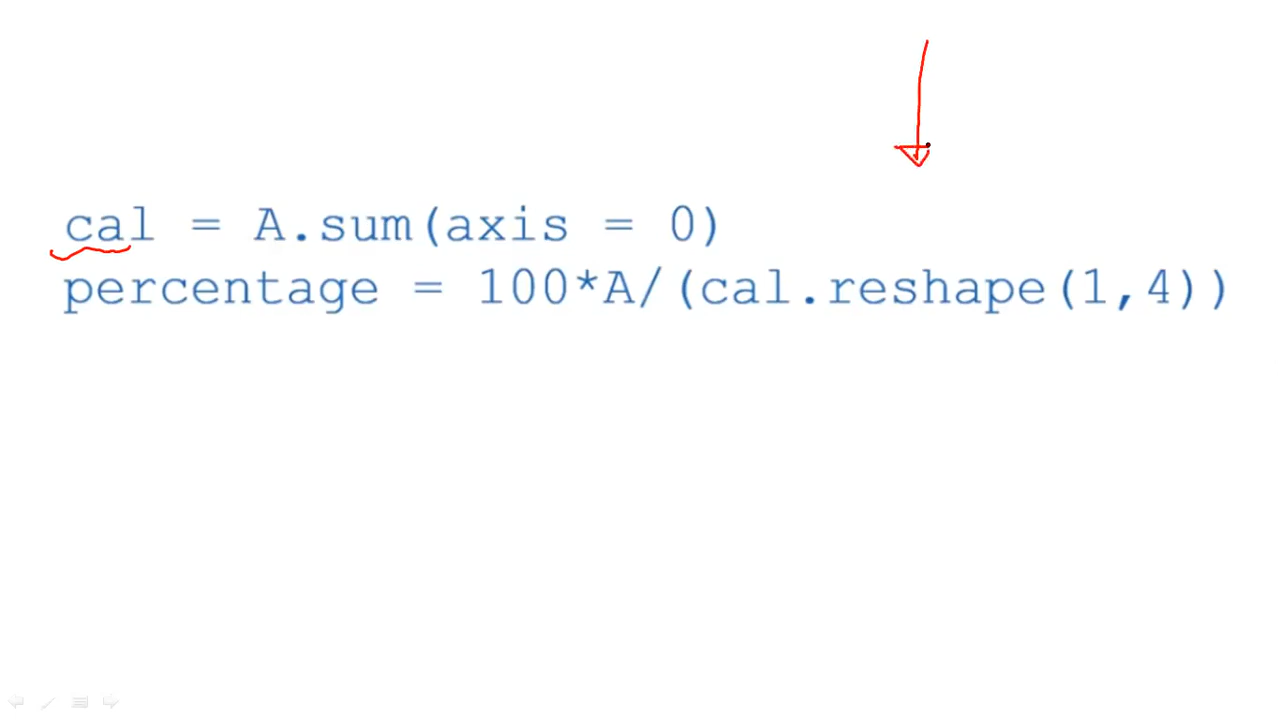 cal = A.sum(axis = 0)
percentage = 100*A/(cal.reshape(1,4))